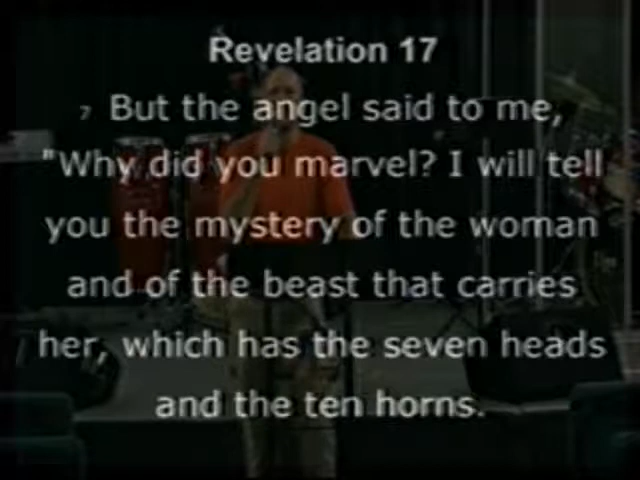 Revelation 17
7 But the angel said to me,
"Why did you marvel? I will tell
you the mystery of the woman
and of the beast that carries
her, which has the seven heads
and the ten horns.